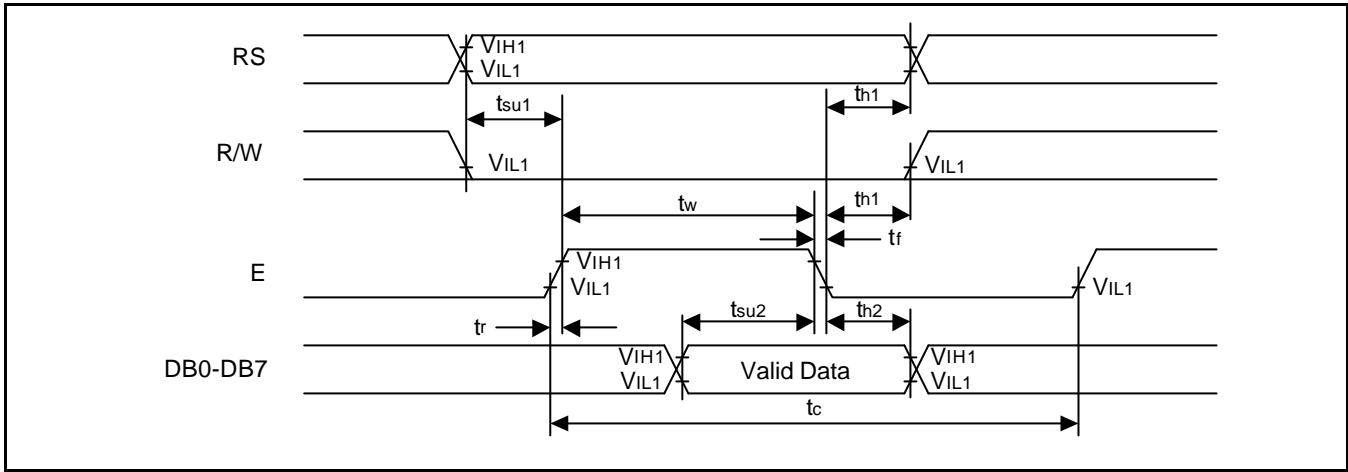 RS
VIH1
VIL1
tsu1
th1
R/W
VIL1
VIL1
tw
th1
tf
E
VIH1
VIL1
VIL1
tr
tsu2
th2
DB0-DB7
VIH1
VIL1
Valid Data
VIH1
VIL1
tc